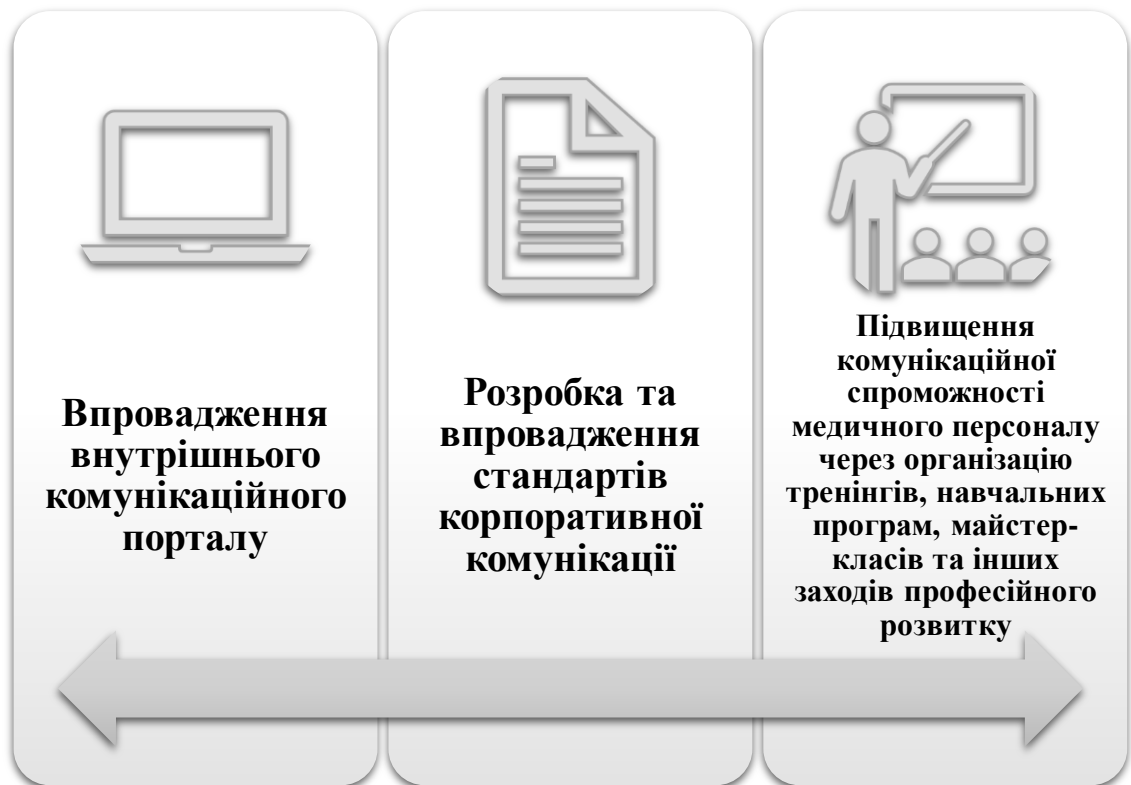 Впровадження
внутрішнього
комунікаційного
порталу
Розробка та
впровадження
стандартів
корпоративної
комунікації
Підвищення
комунікаційної
спроможності
медичного персоналу
через організацію
тренінгів, навчальних
програм, майстер-
класів та інших
заходів професійного
розвитку